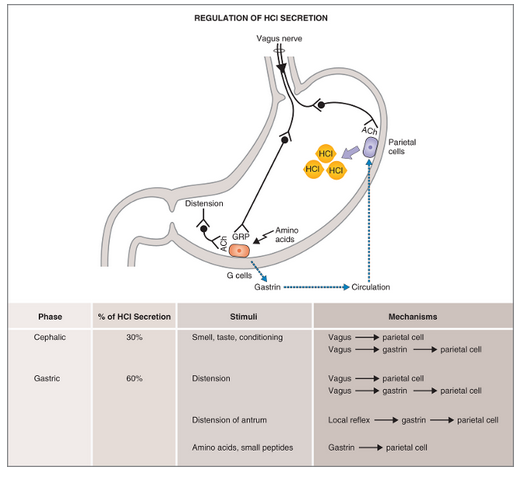 REGULATION OF HCl SECRETION
Vagus nerve
ACh
Parietal
cells
HCl
HCl HCl
Distension
ACh
GRP
Amino
acids
G cells
Gastrin
Circulation
Phase % of HCl Secretion Stimuli Mechanisms
Cephalic 30% Smell, taste, conditioning Vagus → parietal cell
Vagus → gastrin → parietal cell
Gastric 60% Distension Vagus → parietal cell
Vagus → gastrin → parietal cell
Distension of antrum Local reflex → gastrin → parietal cell
Amino acids, small peptides Gastrin → parietal cell